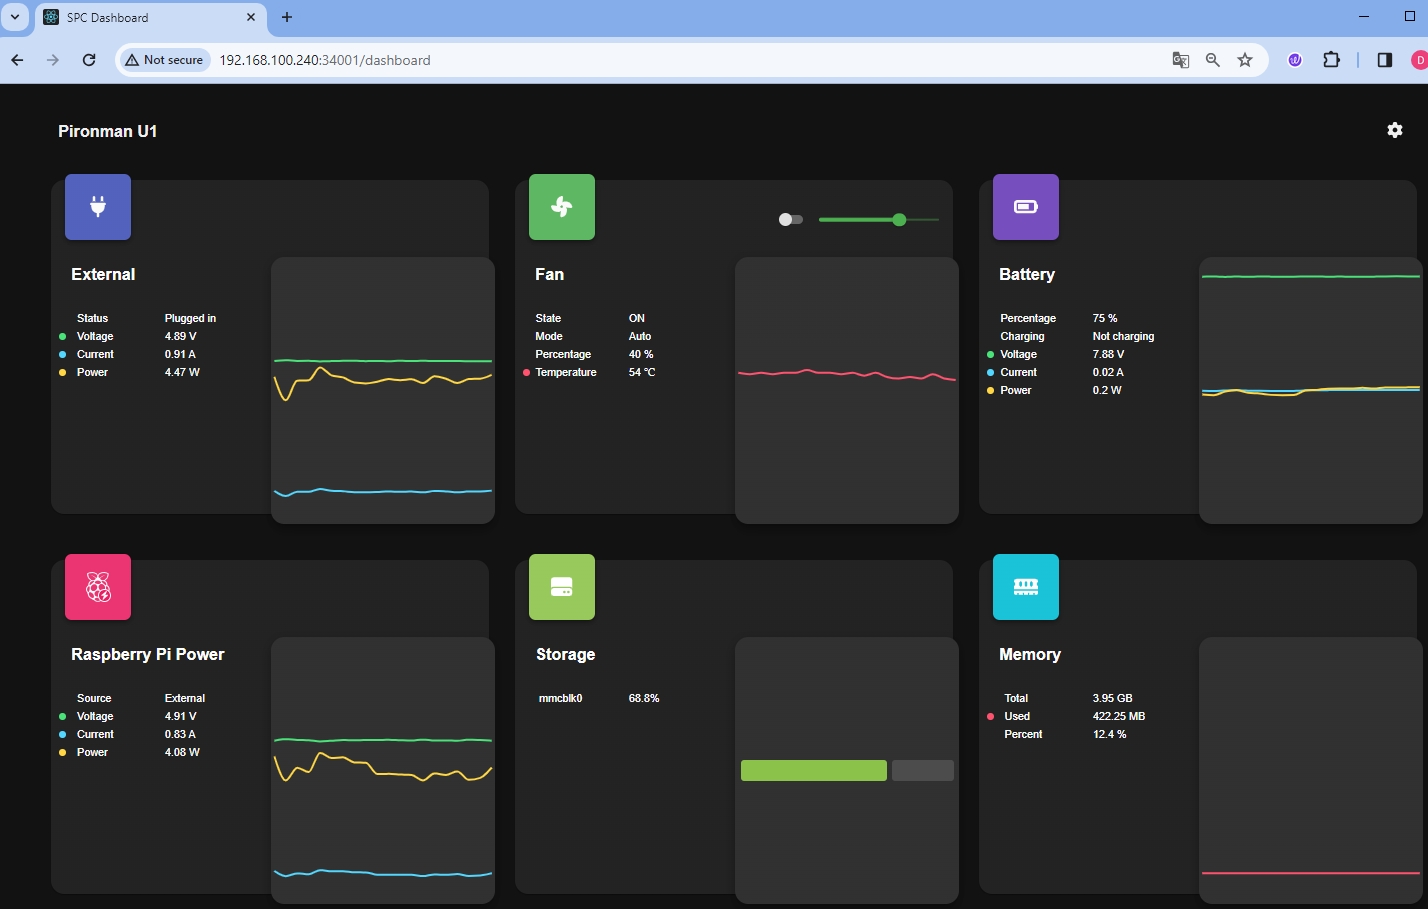 SPC Dashboard
Not secure
192.168.100.240:34001/dashboard
D
Pironman U1
External
Status Plugged in
Voltage 4.89 V
Current 0.91 A
Power 4.47 W
Fan
State ON
Mode Auto
Percentage 40 %
Temperature 54 °C
Battery
Percentage 75 %
Charging Not charging
Voltage 7.88 V
Current 0.02 A
Power 0.2 W
Raspberry Pi Power
Source External
Voltage 4.91 V
Current 0.83 A
Power 4.08 W
Storage
mmcblk0 68.8%
Memory
Total 3.95 GB
Used 422.25 MB
Percent 12.4 %